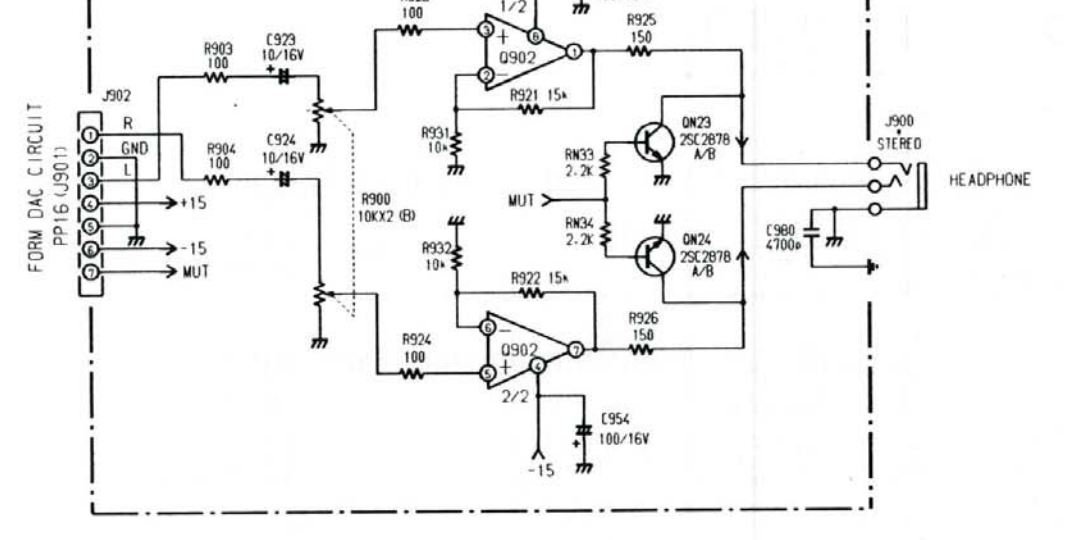 100
1/2
8
R925
150
3
+
Q902
1
2
−
R903
100
C923
10/16V
+
R921 15k
R931
10k
J902
FORM DAC CIRCUIT
PP16 (J901)
1
R
2
GND
3
L
4
+15
5
6
-15
7
MUT
R904
100
C924
10/16V
+
R900
10KX2 (B)
QN23
2SC2878
A/B
RN33
2.2K
MUT
RN34
2.2K
QN24
2SC2878
A/B
J900
STEREO
HEADPHONE
C980
4700p
R932
10k
R922 15k
R924
100
6
−
Q902
7
5
+
4
2/2
R926
150
C954
100/16V
+
-15